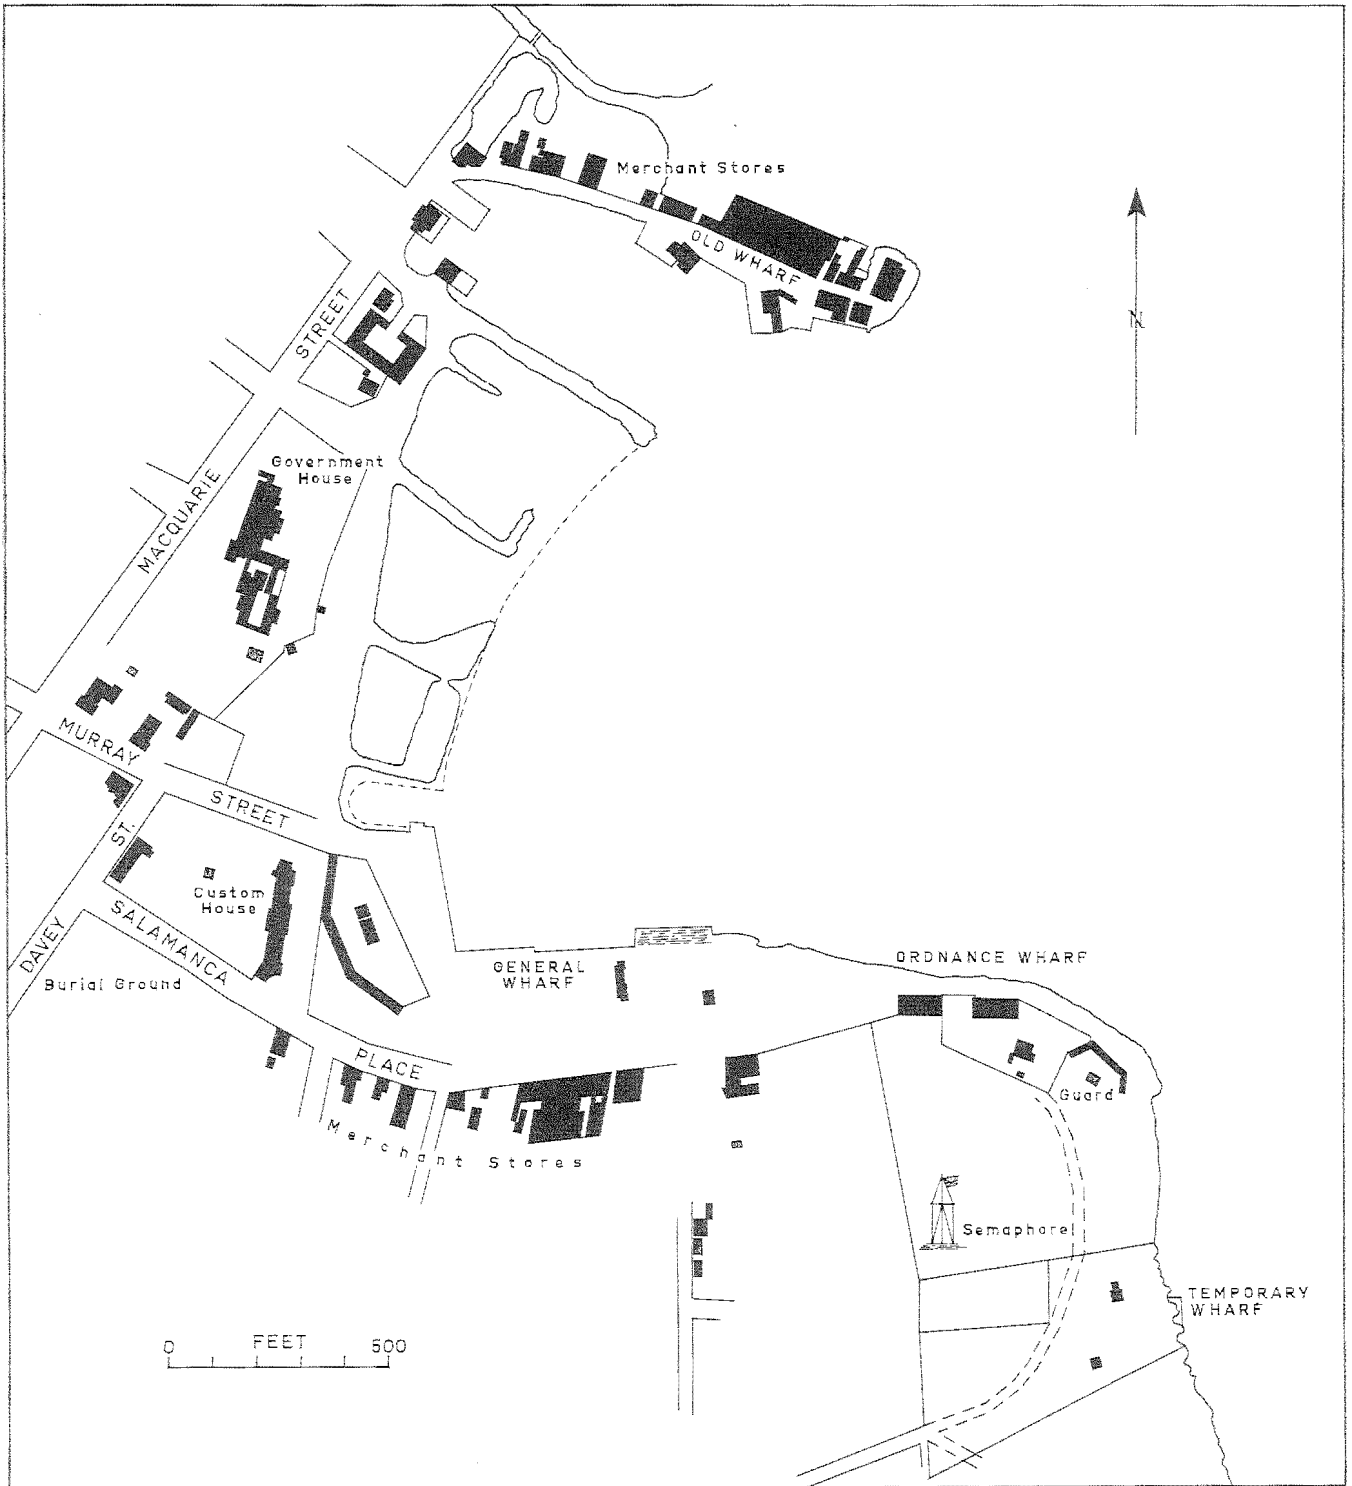 Merchant Stores
OLD WHARF
N
STREET
Government
House
MACQUARIE
MURRAY
STREET
ST.
Custom
House
SALAMANCA
DAVEY
Burial Ground
GENERAL
WHARF
ORDNANCE WHARF
PLACE
Guard
Merchant Stores
Semaphore
TEMPORARY
WHARF
0 FEET 500